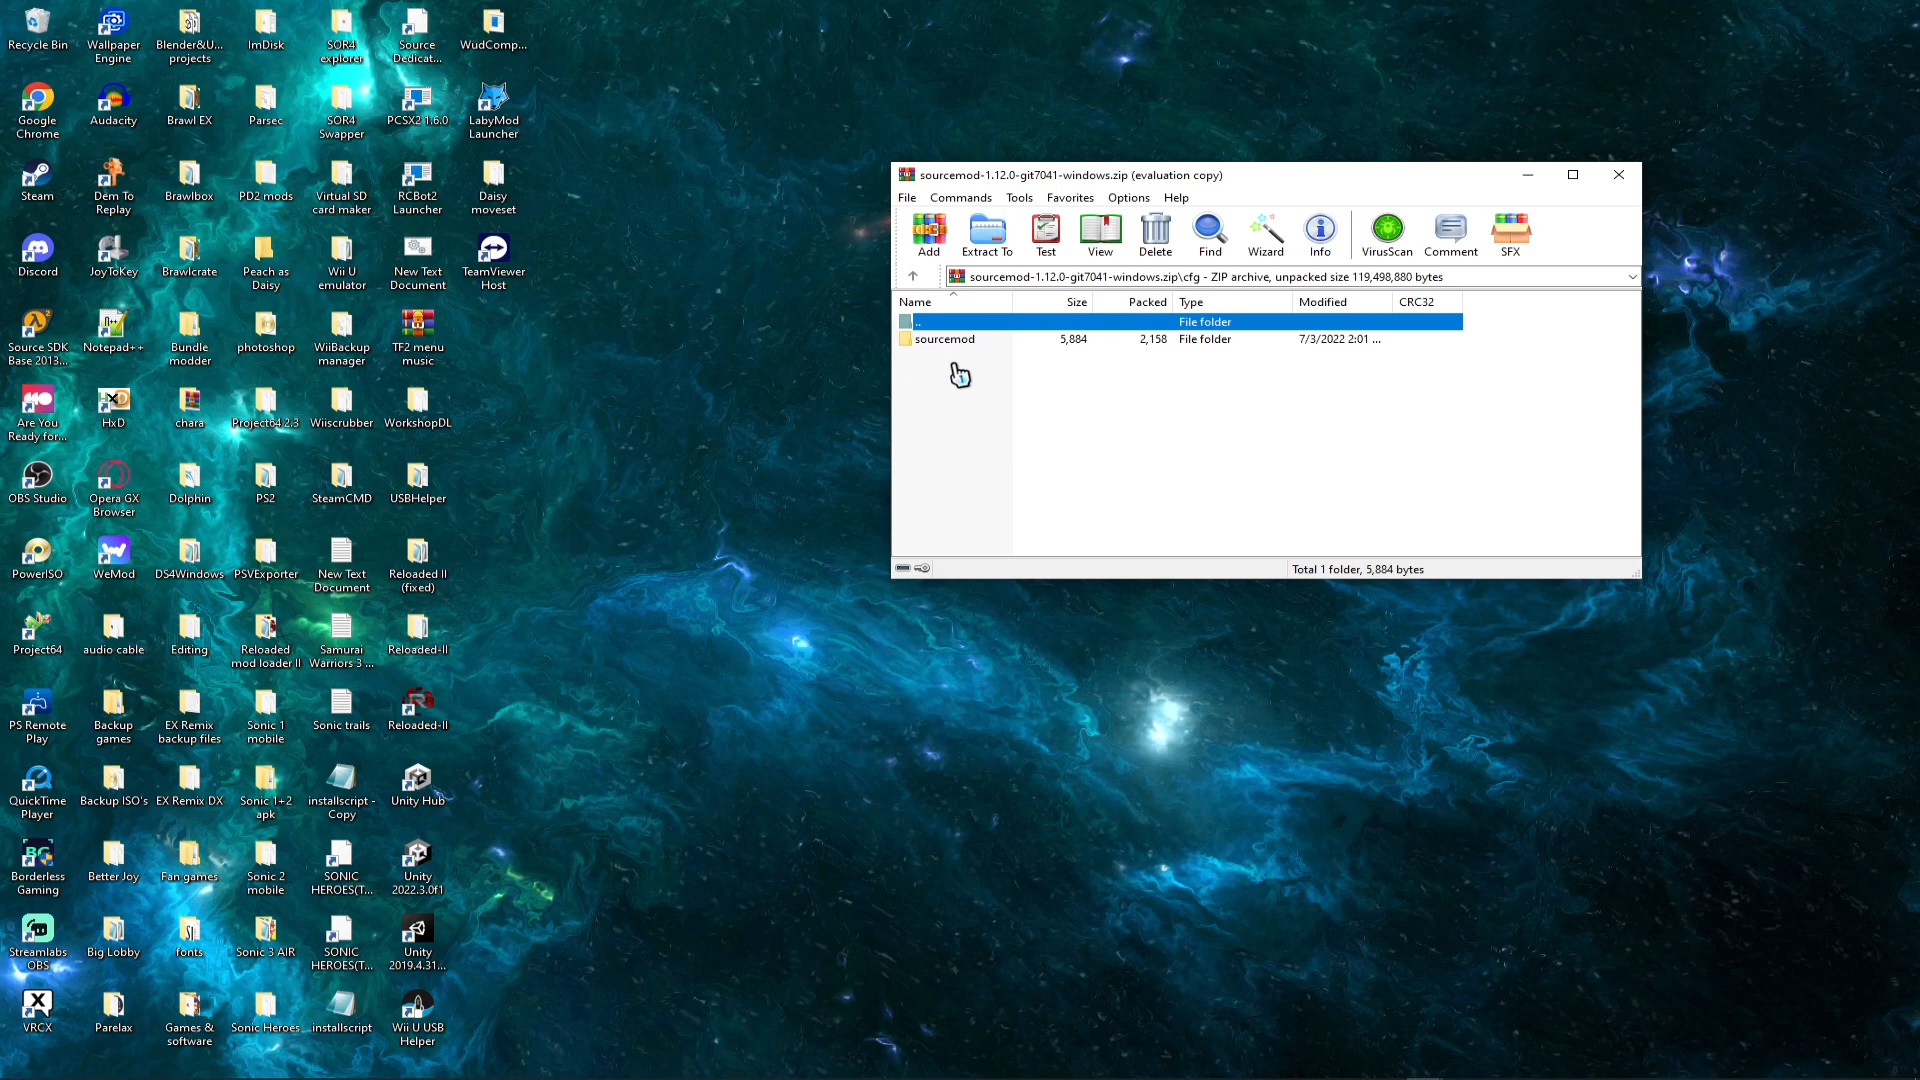 Recycle Bin
Wallpaper
Engine
Blender&U...
projects
ImDisk
SOR4
explorer
Source
Dedicat...
WudComp...
Google
Chrome
Audacity
Brawl EX
Parsec
SOR4
Swapper
PCSX2 1.6.0
LabyMod
Launcher
Steam
Dem To
Replay
Brawlbox
PD2 mods
Virtual SD
card maker
RCBot2
Launcher
Daisy
moveset
Discord
JoyToKey
Brawlcrate
Peach as
Daisy
Wii U
emulator
New Text
Document
TeamViewer
Host
Source SDK
Base 2013...
Notepad++
Bundle
modder
photoshop
WiiBackup
manager
TF2 menu
music
Are You
Ready for...
HxD
chara
Project64 2.3
Wiiscrubber
WorkshopDL
OBS Studio
Opera GX
Browser
Dolphin
PS2
SteamCMD
USBHelper
PowerISO
WeMod
DS4Windows
PSVExporter
New Text
Document
Reloaded II
(fixed)
Project64
audio cable
Editing
Reloaded
mod loader II
Samurai
Warriors 3 ...
Reloaded-II
PS Remote
Play
Backup
games
EX Remix
backup files
Sonic 1
mobile
Sonic trails
Reloaded-II
QuickTime
Player
Backup ISO's
EX Remix DX
Sonic 1+2
apk
installscript -
Copy
Unity Hub
Borderless
Gaming
Better Joy
Fan games
Sonic 2
mobile
SONIC
HEROES(T...
Unity
2022.3.0f1
Streamlabs
OBS
Big Lobby
fonts
Sonic 3 AIR
SONIC
HEROES(T...
Unity
2019.4.31...
VRCX
Parelax
Games &
software
Sonic Heroes
installscript
Wii U USB
Helper
sourcemod-1.12.0-git7041-windows.zip (evaluation copy)
File Commands Tools Favorites Options Help
Add Extract To Test View Delete Find Wizard Info VirusScan Comment SFX
sourcemod-1.12.0-git7041-windows.zip\cfg - ZIP archive, unpacked size 119,498,880 bytes
Name Size Packed Type Modified CRC32
.. File folder
sourcemod 5,884 2,158 File folder 7/3/2022 2:01 ...
Total 1 folder, 5,884 bytes